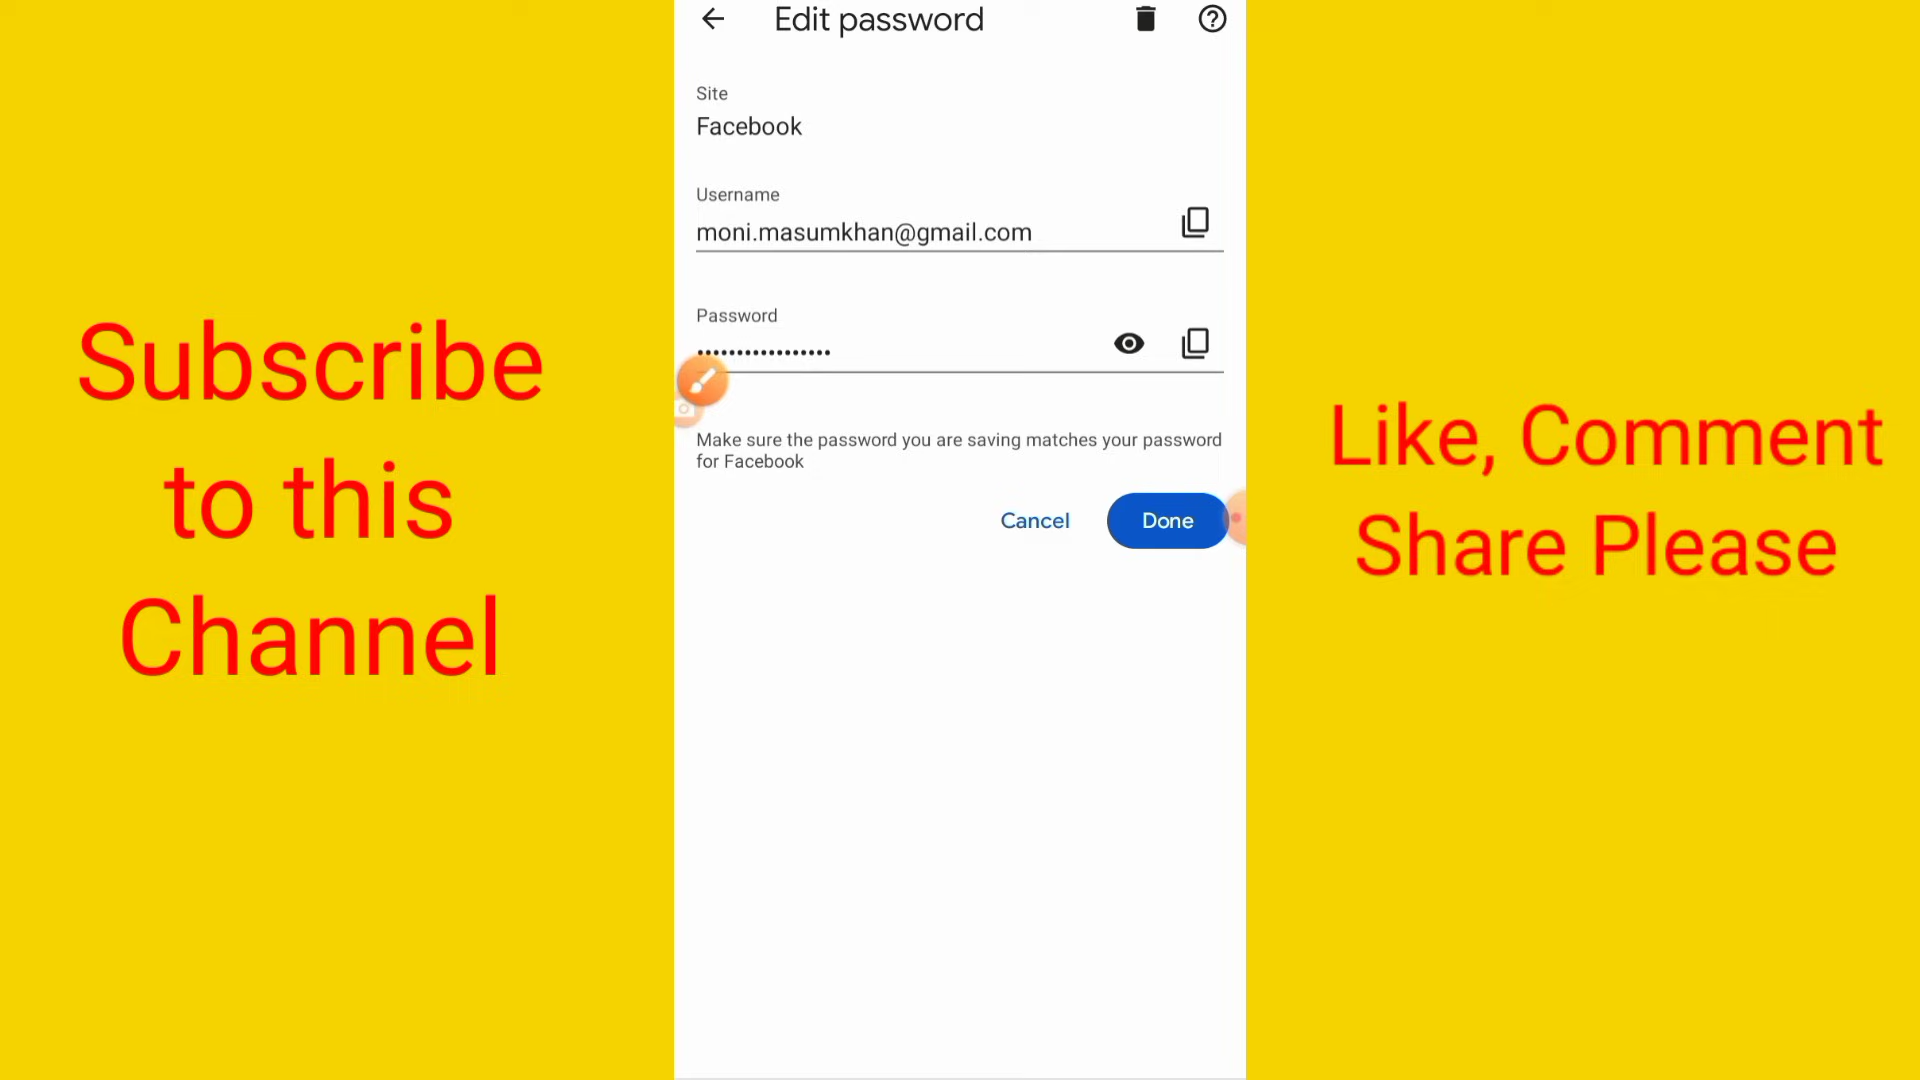 Edit password
Site
Facebook
Username
moni.masumkhan@gmail.com
Password
•••••••••••••••••
Make sure the password you are saving matches your password
for Facebook
Cancel
Done
Subscribe
to this
Channel
Like, Comment
Share Please